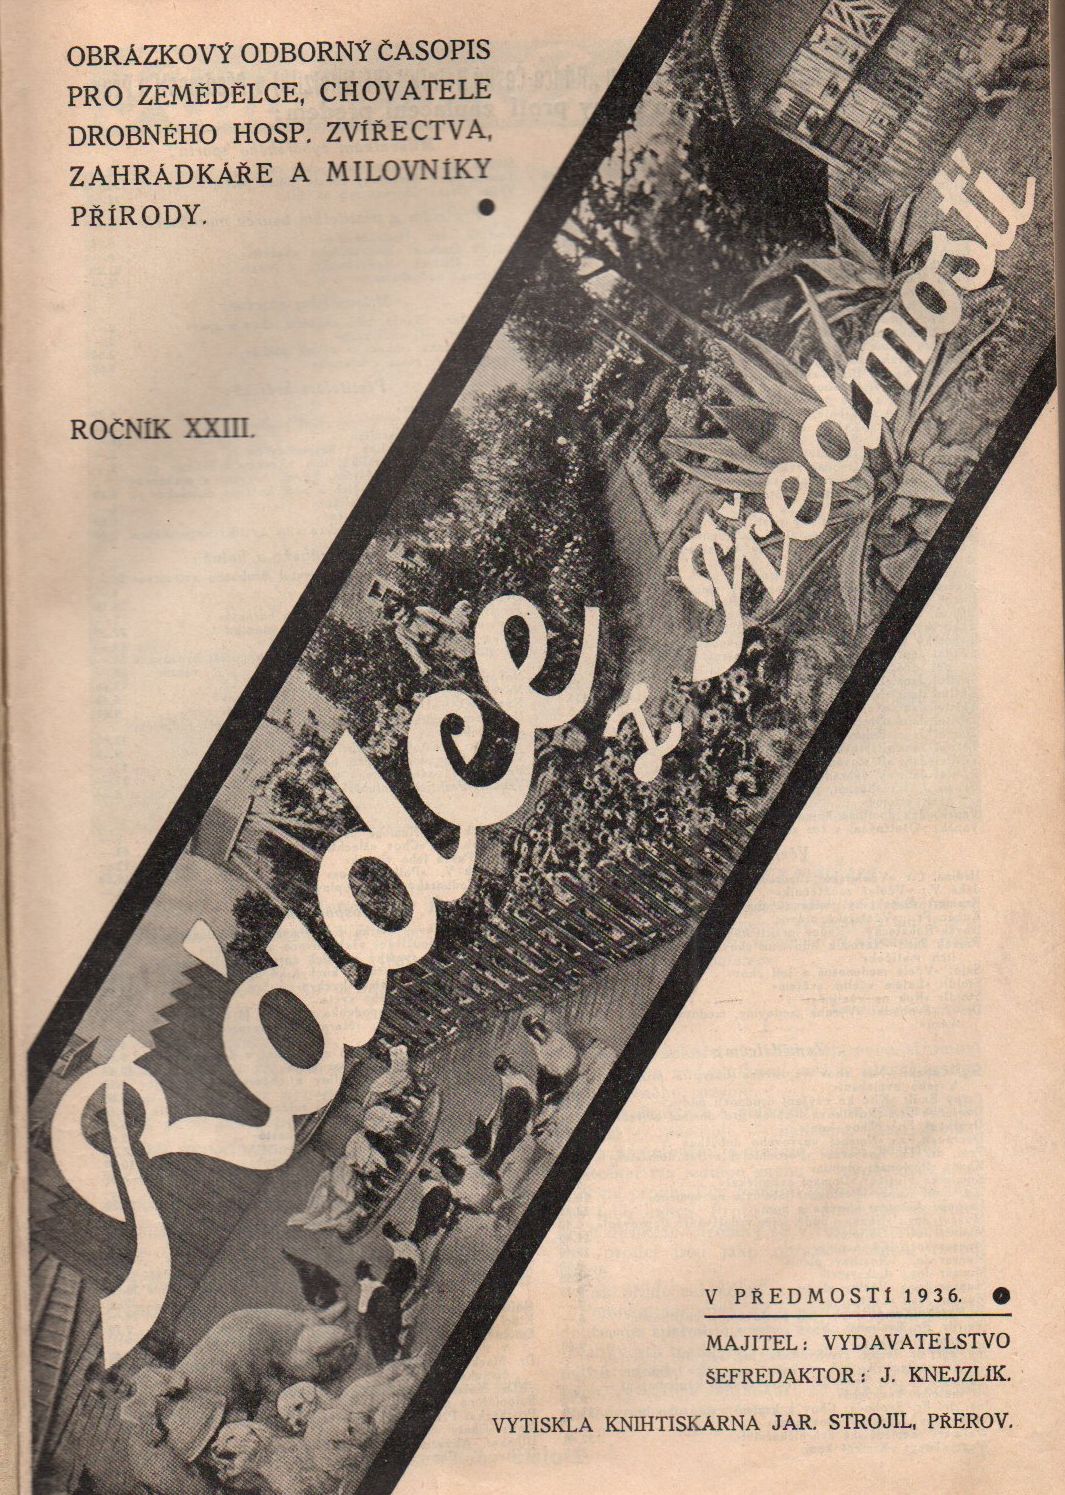 OBRÁZKOVÝ ODBORNÝ ČASOPIS
PRO ZEMĚDĚLCE, CHOVATELE
DROBNÉHO HOSP. ZVÍŘECTVA,
ZAHRÁDKÁŘE A MILOVNÍKY
PŘÍRODY.
ROČNÍK XXIII.
Rádce z Předmostí
V PŘEDMOSTÍ 1936.
MAJITEL: VYDAVATELSTVO
ŠEFREDAKTOR: J. KNEJZLÍK.
VYTISKLA KNIHTISKÁRNA JAR. STROJIL, PŘEROV.